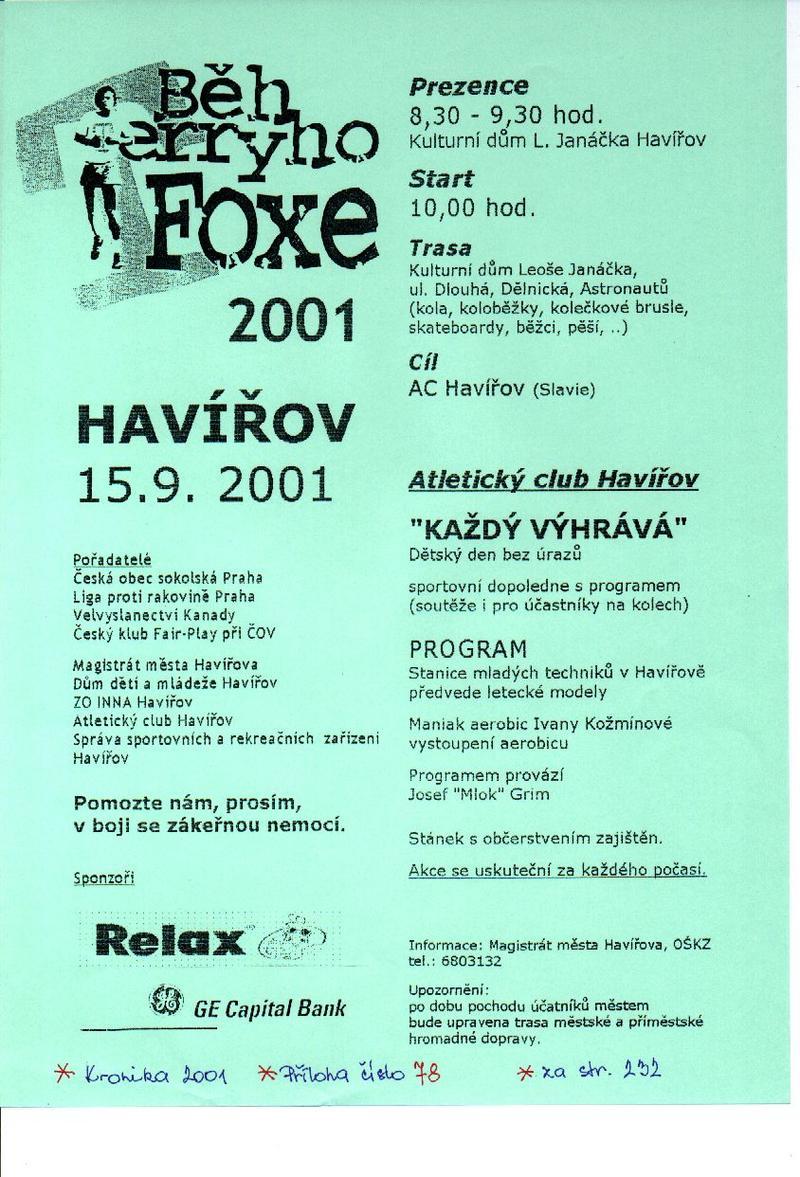 Běh
Terryho
Foxe
2001
HAVÍŘOV
15.9. 2001
Pořadatelé
Česká obec sokolská Praha
Liga proti rakovině Praha
Velvyslanectví Kanady
Český klub Fair-Play při ČOV
Magistrát města Havířova
Dům dětí a mládeže Havířov
ZO INNA Havířov
Atletický club Havířov
Správa sportovních a rekreačních zařízení
Havířov
Pomozte nám, prosím,
v boji se zákeřnou nemocí.
Sponzoři
Relax
GE Capital Bank
Prezence
8,30 - 9,30 hod.
Kulturní dům L. Janáčka Havířov
Start
10,00 hod.
Trasa
Kulturní dům Leoše Janáčka,
ul. Dlouhá, Dělnická, Astronautů
(kola, koloběžky, kolečkové brusle,
skateboardy, běžci, pěší, ..)
Cíl
AC Havířov (Slavie)
Atletický club Havířov
"KAŽDÝ VÝHRÁVÁ"
Dětský den bez úrazů
sportovní dopoledne s programem
(soutěže i pro účastníky na kolech)
PROGRAM
Stanice mladých techniků v Havířově
předvede letecké modely
Maniak aerobic Ivany Kožmínové
vystoupení aerobicu
Programem provází
Josef "Mlok" Grim
Stánek s občerstvením zajištěn.
Akce se uskuteční za každého počasí.
Informace: Magistrát města Havířova, OŠKZ
tel.: 6803132
Upozornění:
po dobu pochodu účatníků městem
bude upravena trasa městské a příměstské
hromadné dopravy.
* Kronika 2001 * Příloha číslo 78 * za str. 232